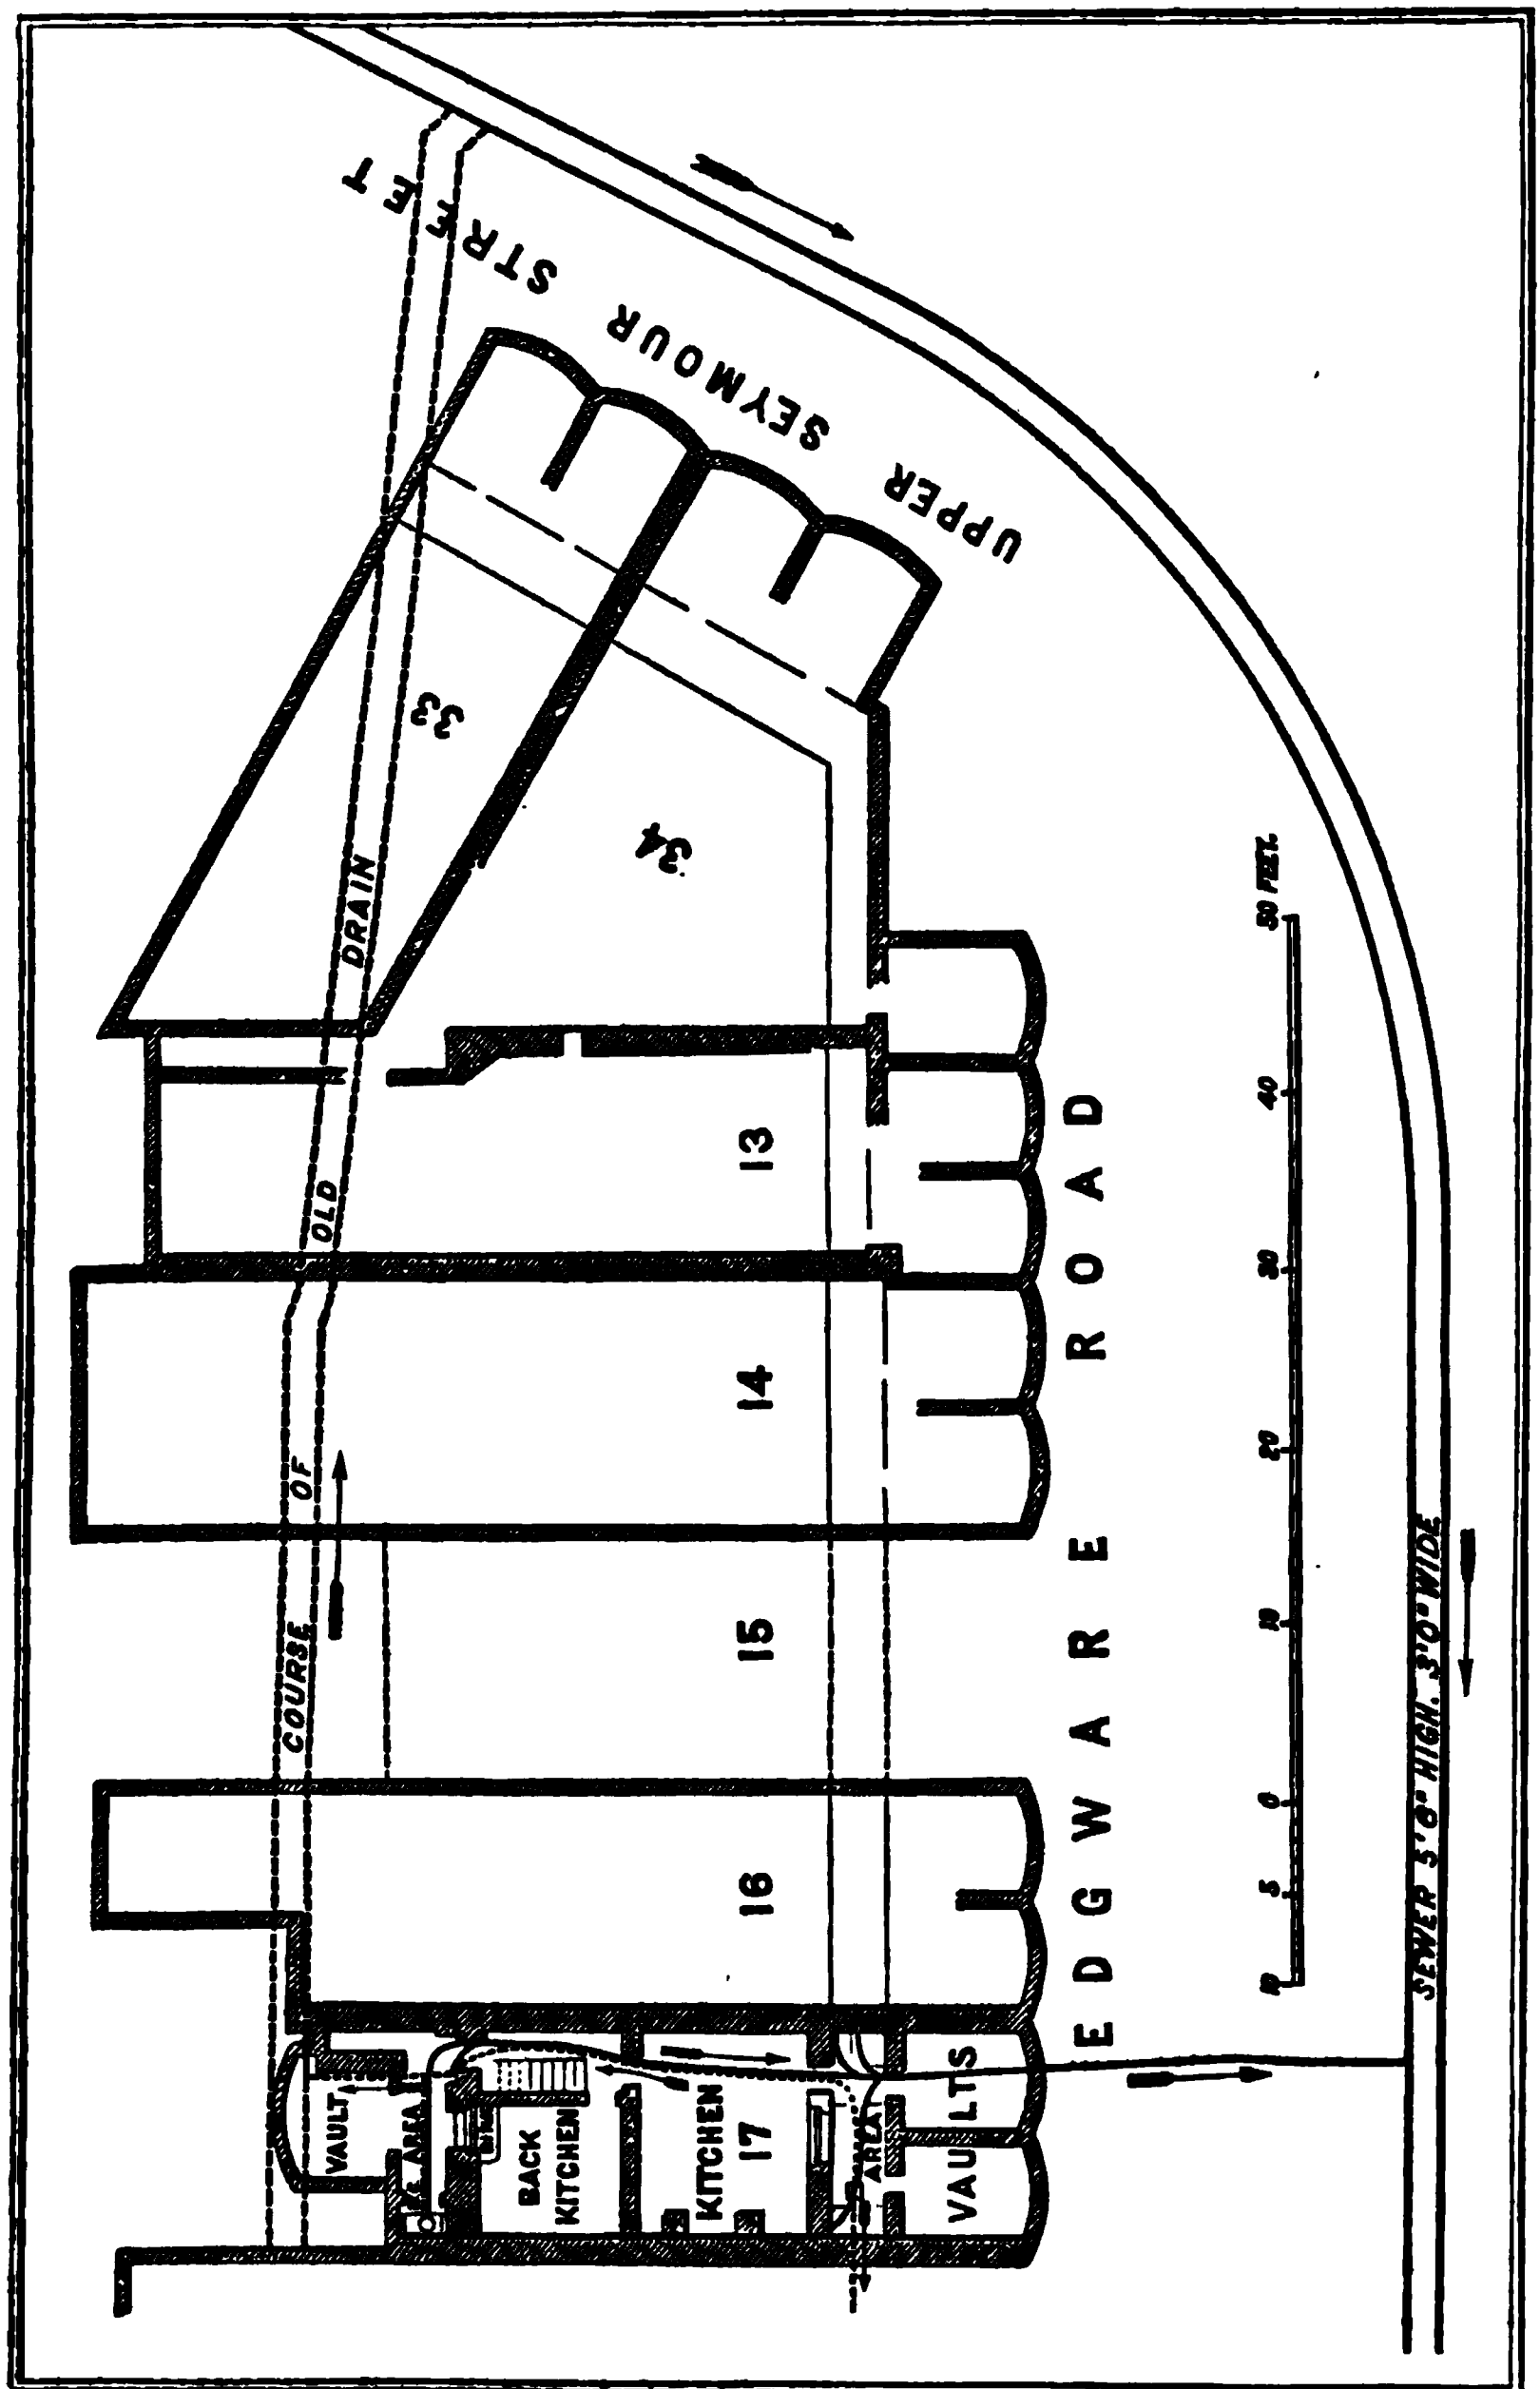 UPPER SEYMOUR STREET
33
34
COURSE OF OLD DRAIN
13
14
15
16
17
VAULT
AREA
BACK
KITCHEN
KITCHEN
AREA
VAULTS
EDGWARE ROAD
10 5 0 10 20 30 40 50 FEET.
SEWER 5'6" HIGH. 3'0" WIDE